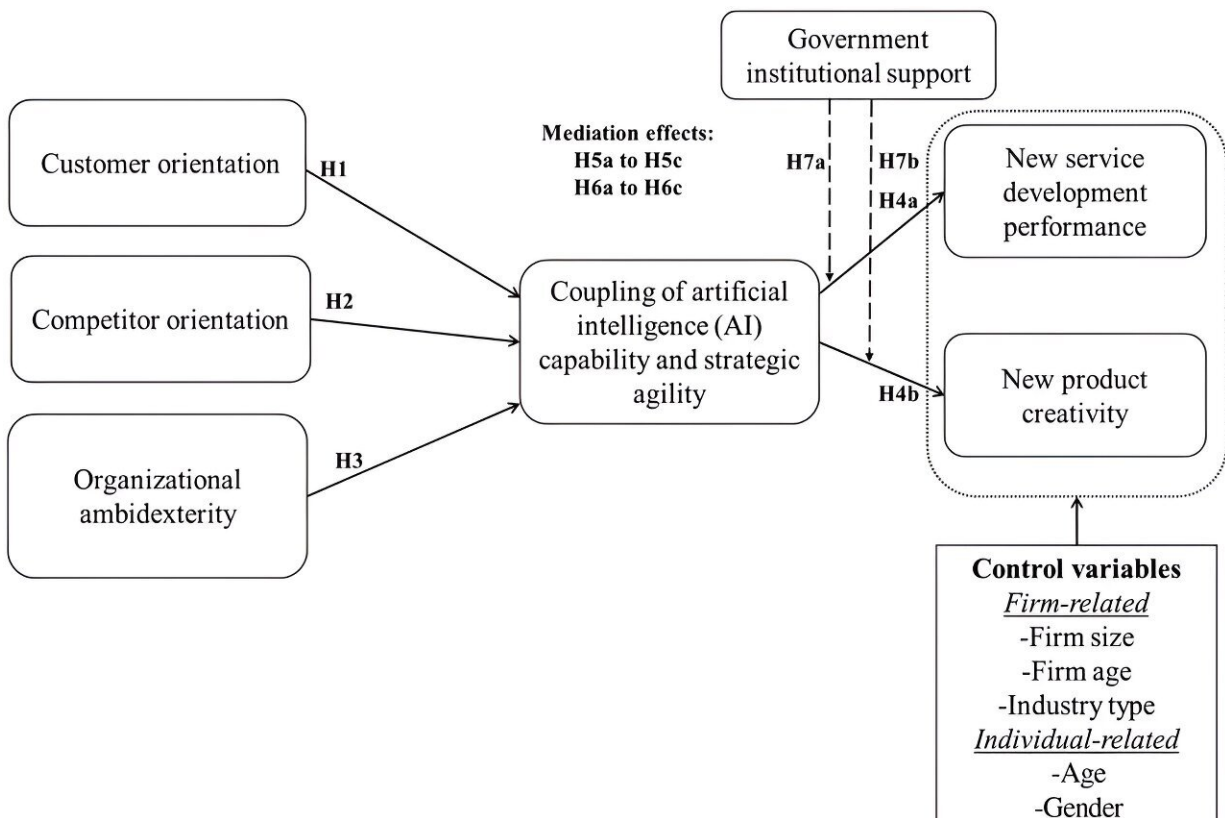 Government
institutional support
Customer orientation
H1
Mediation effects:
H5a to H5c
H6a to H6c
H7a
H7b
H4a
New service
development
performance
Competitor orientation
H2
Coupling of artificial
intelligence (AI)
capability and strategic
agility
H4b
New product
creativity
Organizational
ambidexterity
H3
Control variables
Firm-related
-Firm size
-Firm age
-Industry type
Individual-related
-Age
-Gender